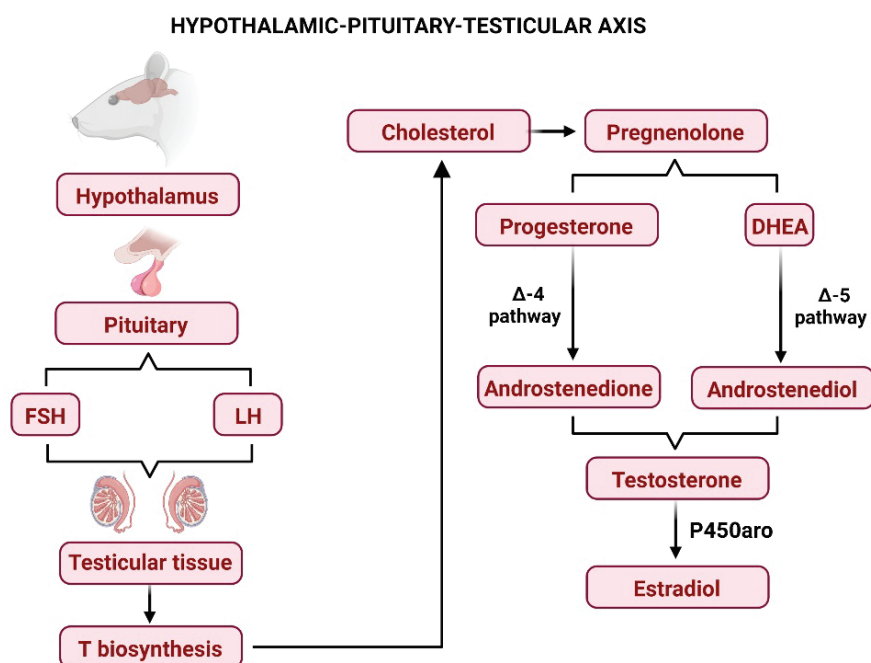 HYPOTHALAMIC-PITUITARY-TESTICULAR AXIS
Hypothalamus
Pituitary
FSH
LH
Testicular tissue
T biosynthesis
Cholesterol
Pregnenolone
Progesterone
DHEA
Δ-4
pathway
Δ-5
pathway
Androstenedione
Androstenediol
Testosterone
P450aro
Estradiol